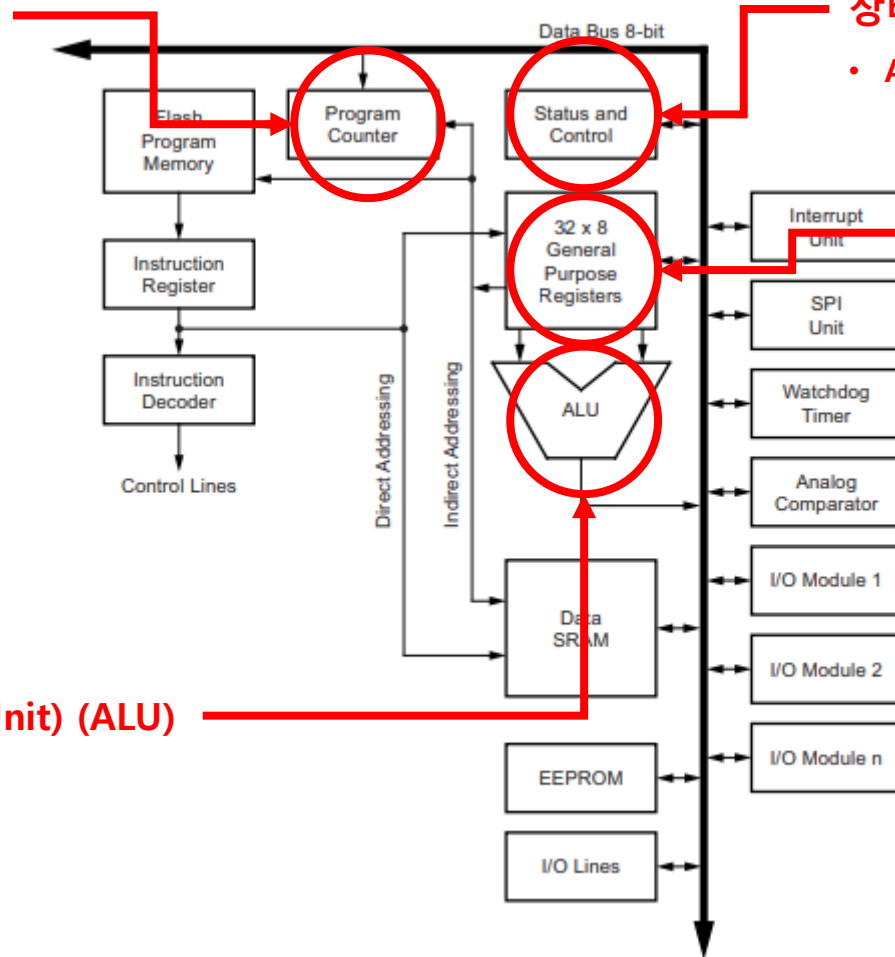 Data Bus 8-bit
Flash
Program
Memory
Program
Counter
Status and
Control
• A
32 x 8
General
Purpose
Registers
Interrupt
Unit
Instruction
Register
SPI
Unit
Instruction
Decoder
ALU
Watchdog
Timer
Control Lines
Direct Addressing
Indirect Addressing
Analog
Comparator
I/O Module 1
Data
SRAM
I/O Module 2
nit) (ALU)
I/O Module n
EEPROM
I/O Lines